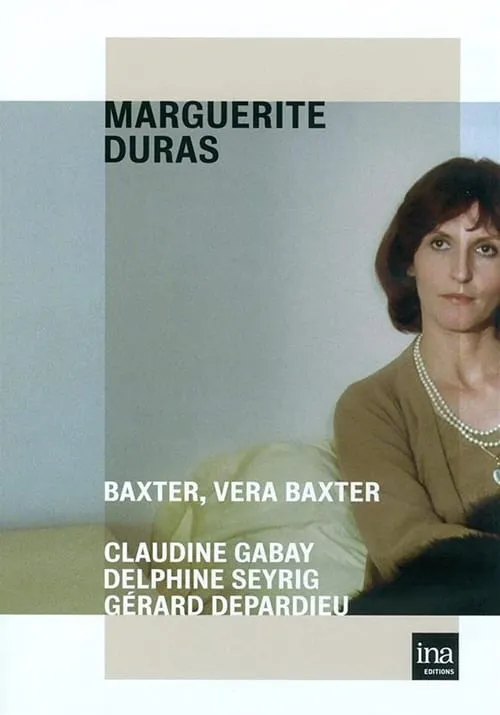 MARGUERITE
DURAS
BAXTER, VERA BAXTER
CLAUDINE GABAY
DELPHINE SEYRIG
GÉRARD DEPARDIEU
ina
EDITIONS